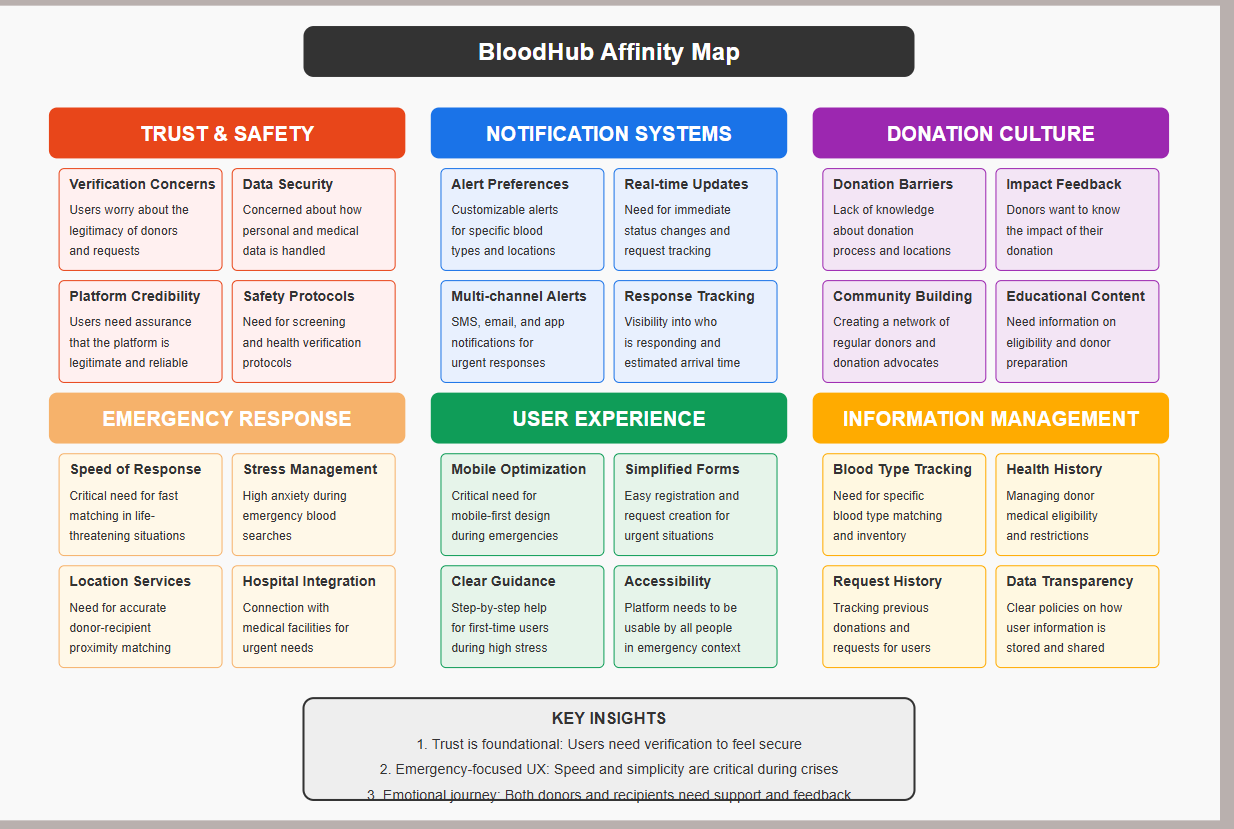 BloodHub Affinity Map
TRUST & SAFETY
Verification Concerns
Users worry about the
legitimacy of donors
and requests
Data Security
Concerned about how
personal and medical
data is handled
Platform Credibility
Users need assurance
that the platform is
legitimate and reliable
Safety Protocols
Need for screening
and health verification
protocols
NOTIFICATION SYSTEMS
Alert Preferences
Customizable alerts
for specific blood
types and locations
Real-time Updates
Need for immediate
status changes and
request tracking
Multi-channel Alerts
SMS, email, and app
notifications for
urgent responses
Response Tracking
Visibility into who
is responding and
estimated arrival time
DONATION CULTURE
Donation Barriers
Lack of knowledge
about donation
process and locations
Impact Feedback
Donors want to know
the impact of their
donation
Community Building
Creating a network of
regular donors and
donation advocates
Educational Content
Need information on
eligibility and donor
preparation
EMERGENCY RESPONSE
Speed of Response
Critical need for fast
matching in life-
threatening situations
Stress Management
High anxiety during
emergency blood
searches
Location Services
Need for accurate
donor-recipient
proximity matching
Hospital Integration
Connection with
medical facilities for
urgent needs
USER EXPERIENCE
Mobile Optimization
Critical need for
mobile-first design
during emergencies
Simplified Forms
Easy registration and
request creation for
urgent situations
Clear Guidance
Step-by-step help
for first-time users
during high stress
Accessibility
Platform needs to be
usable by all people
in emergency context
INFORMATION MANAGEMENT
Blood Type Tracking
Need for specific
blood type matching
and inventory
Health History
Managing donor
medical eligibility
and restrictions
Request History
Tracking previous
donations and
requests for users
Data Transparency
Clear policies on how
user information is
stored and shared
KEY INSIGHTS
1. Trust is foundational: Users need verification to feel secure
2. Emergency-focused UX: Speed and simplicity are critical during crises
3. Emotional journey: Both donors and recipients need support and feedback